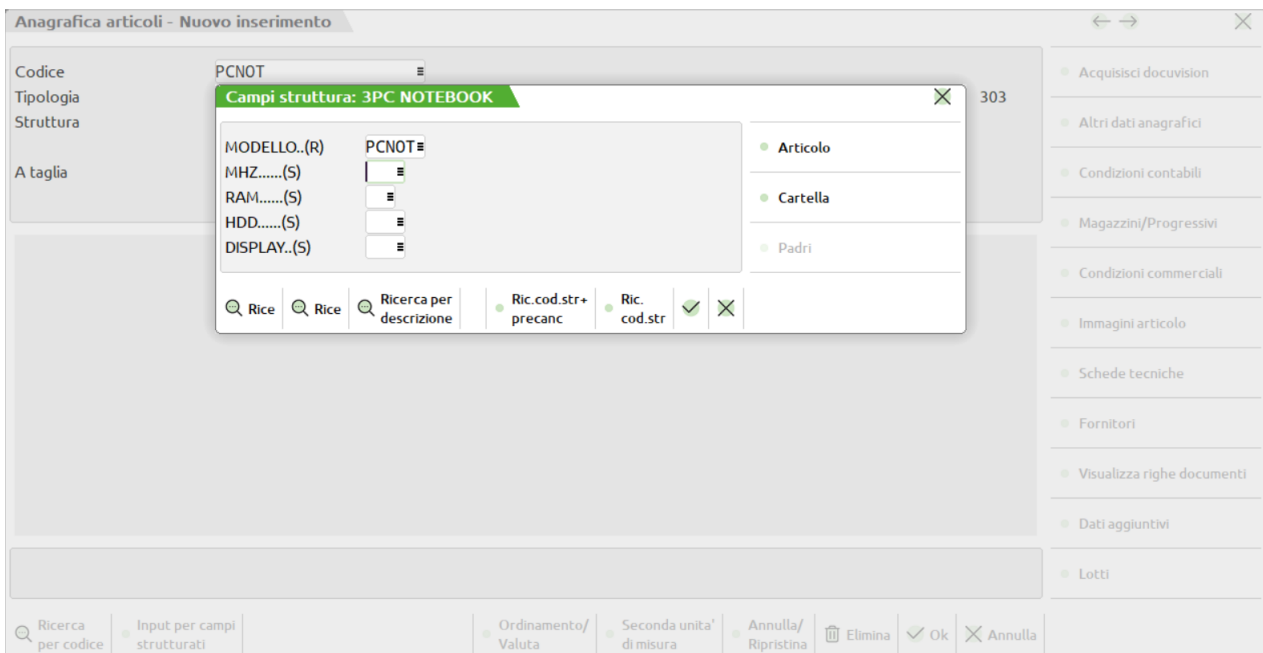 Anagrafica articoli - Nuovo inserimento
Codice
PCNOT
Acquisisci docuvision
Tipologia
Campi struttura: 3PC NOTEBOOK
303
Struttura
Altri dati anagrafici
MODELLO..(R)
PCNOT
Articolo
A taglia
MHZ......(S)
Condizioni contabili
RAM......(S)
Cartella
HDD......(S)
Magazzini/Progressivi
DISPLAY..(S)
Padri
Condizioni commerciali
Rice
Rice
Ricerca per
descrizione
Ric.cod.str+
precanc
Ric.
cod.str
Immagini articolo
Schede tecniche
Fornitori
Visualizza righe documenti
Dati aggiuntivi
Lotti
Ricerca
per codice
Input per campi
strutturati
Ordinamento/
Valuta
Seconda unita'
di misura
Annulla/
Ripristina
Elimina
Ok
Annulla